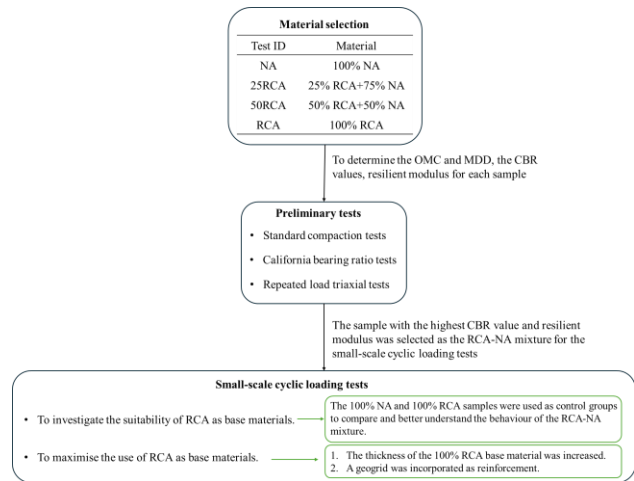 Material selection
Test ID Material
NA 100% NA
25RCA 25% RCA+75% NA
50RCA 50% RCA+50% NA
RCA 100% RCA
To determine the OMC and MDD, the CBR
values, resilient modulus for each sample
Preliminary tests
• Standard compaction tests
• California bearing ratio tests
• Repeated load triaxial tests
The sample with the highest CBR value and resilient
modulus was selected as the RCA-NA mixture for the
small-scale cyclic loading tests
Small-scale cyclic loading tests
• To investigate the suitability of RCA as base materials.
The 100% NA and 100% RCA samples were used as control groups
to compare and better understand the behaviour of the RCA-NA
mixture.
• To maximise the use of RCA as base materials.
1. The thickness of the 100% RCA base material was increased.
2. A geogrid was incorporated as reinforcement.